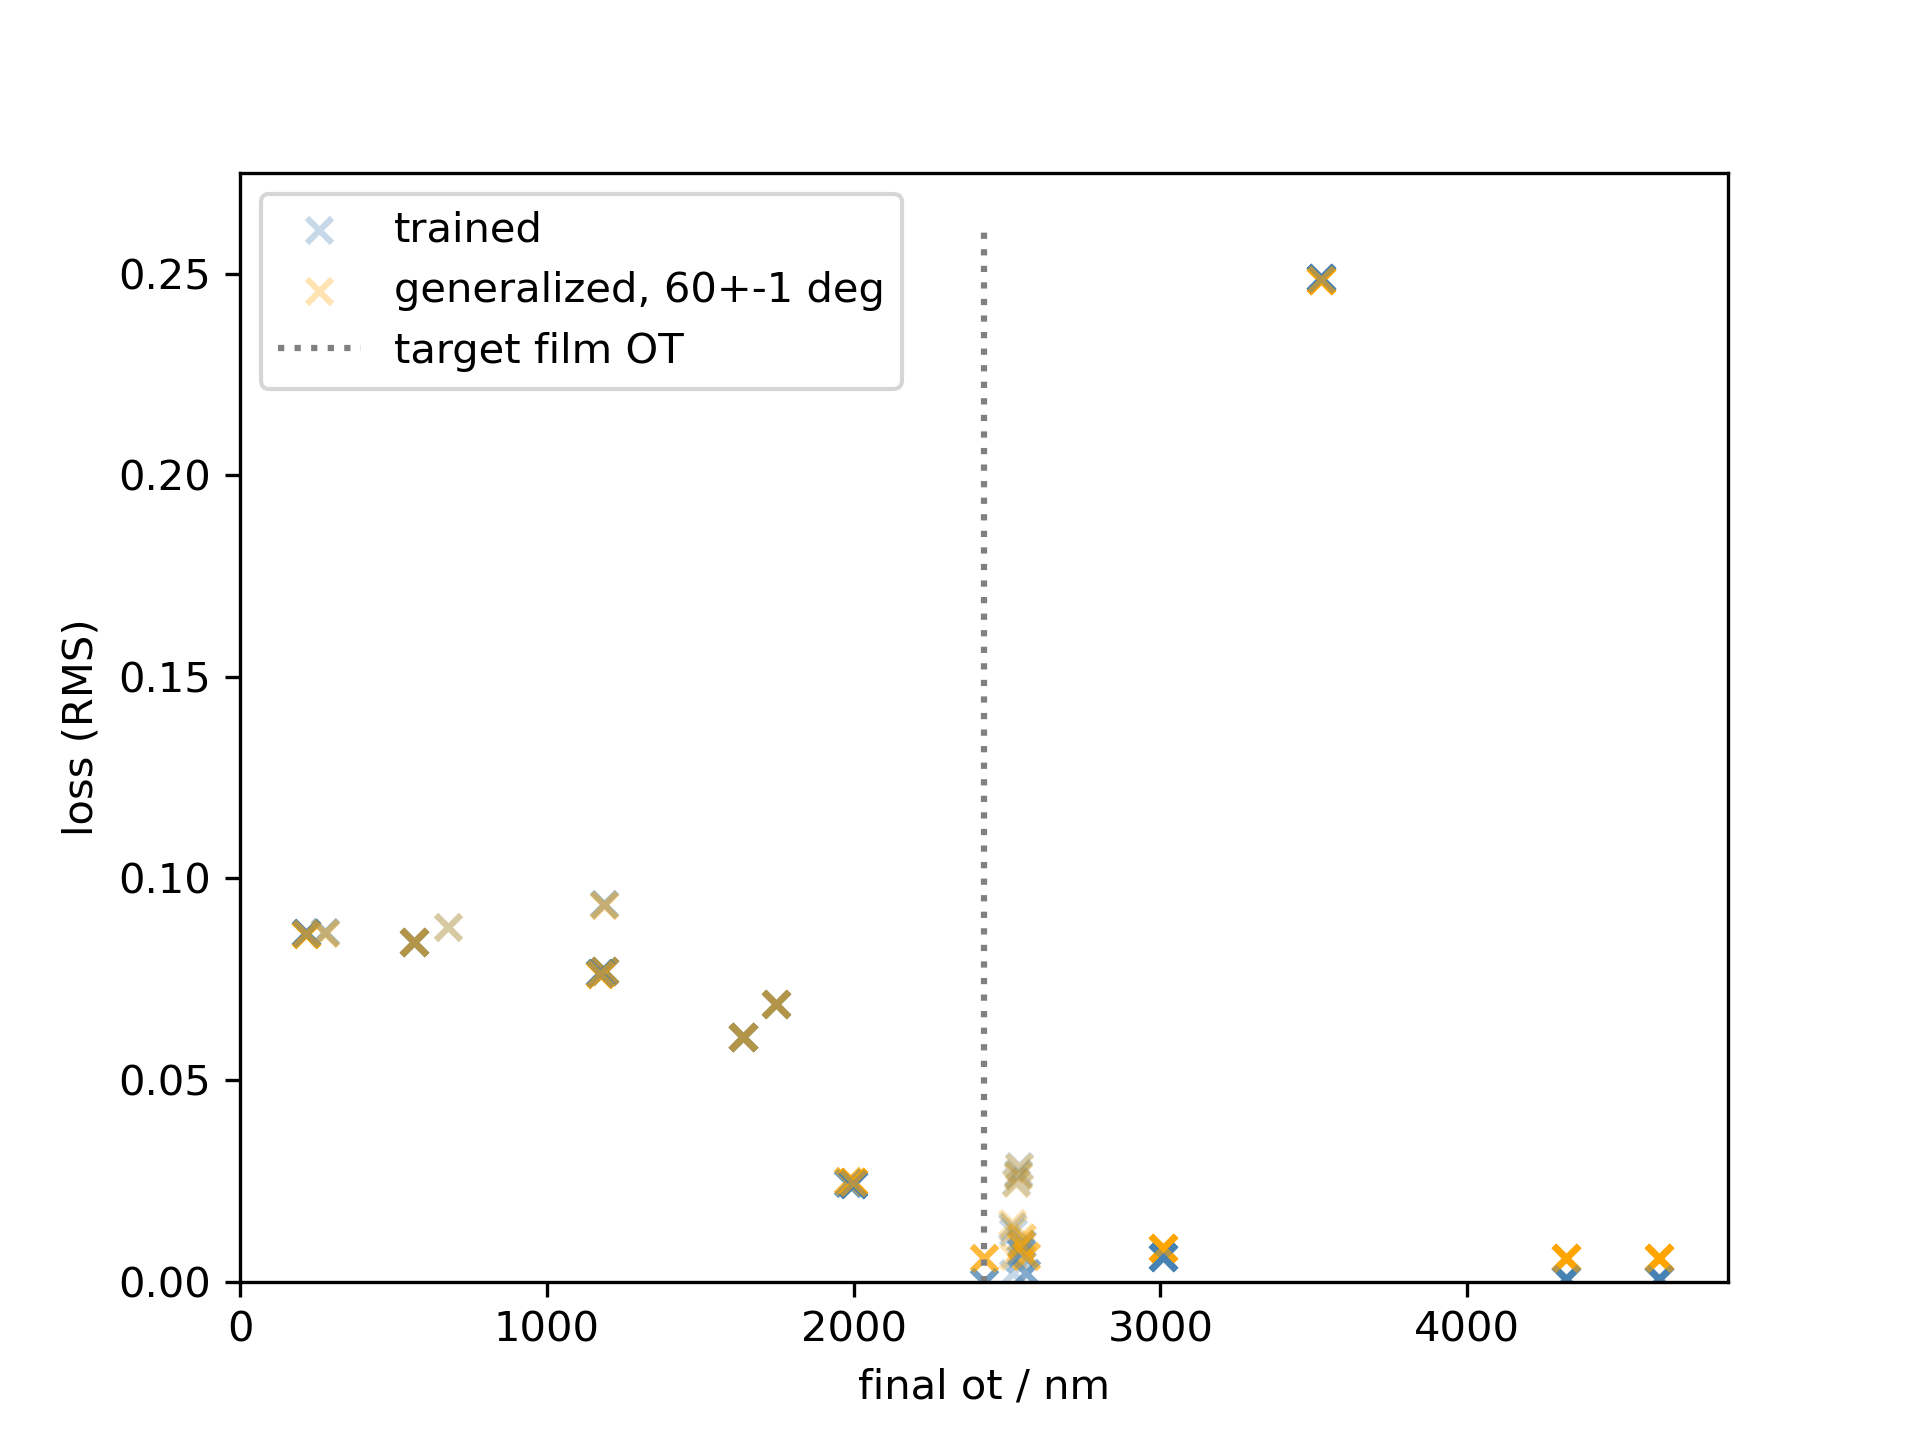 trained
generalized, 60+-1 deg
target film OT
0.25
0.20
0.15
0.10
0.05
0.00
loss (RMS)
0 1000 2000 3000 4000
final ot / nm